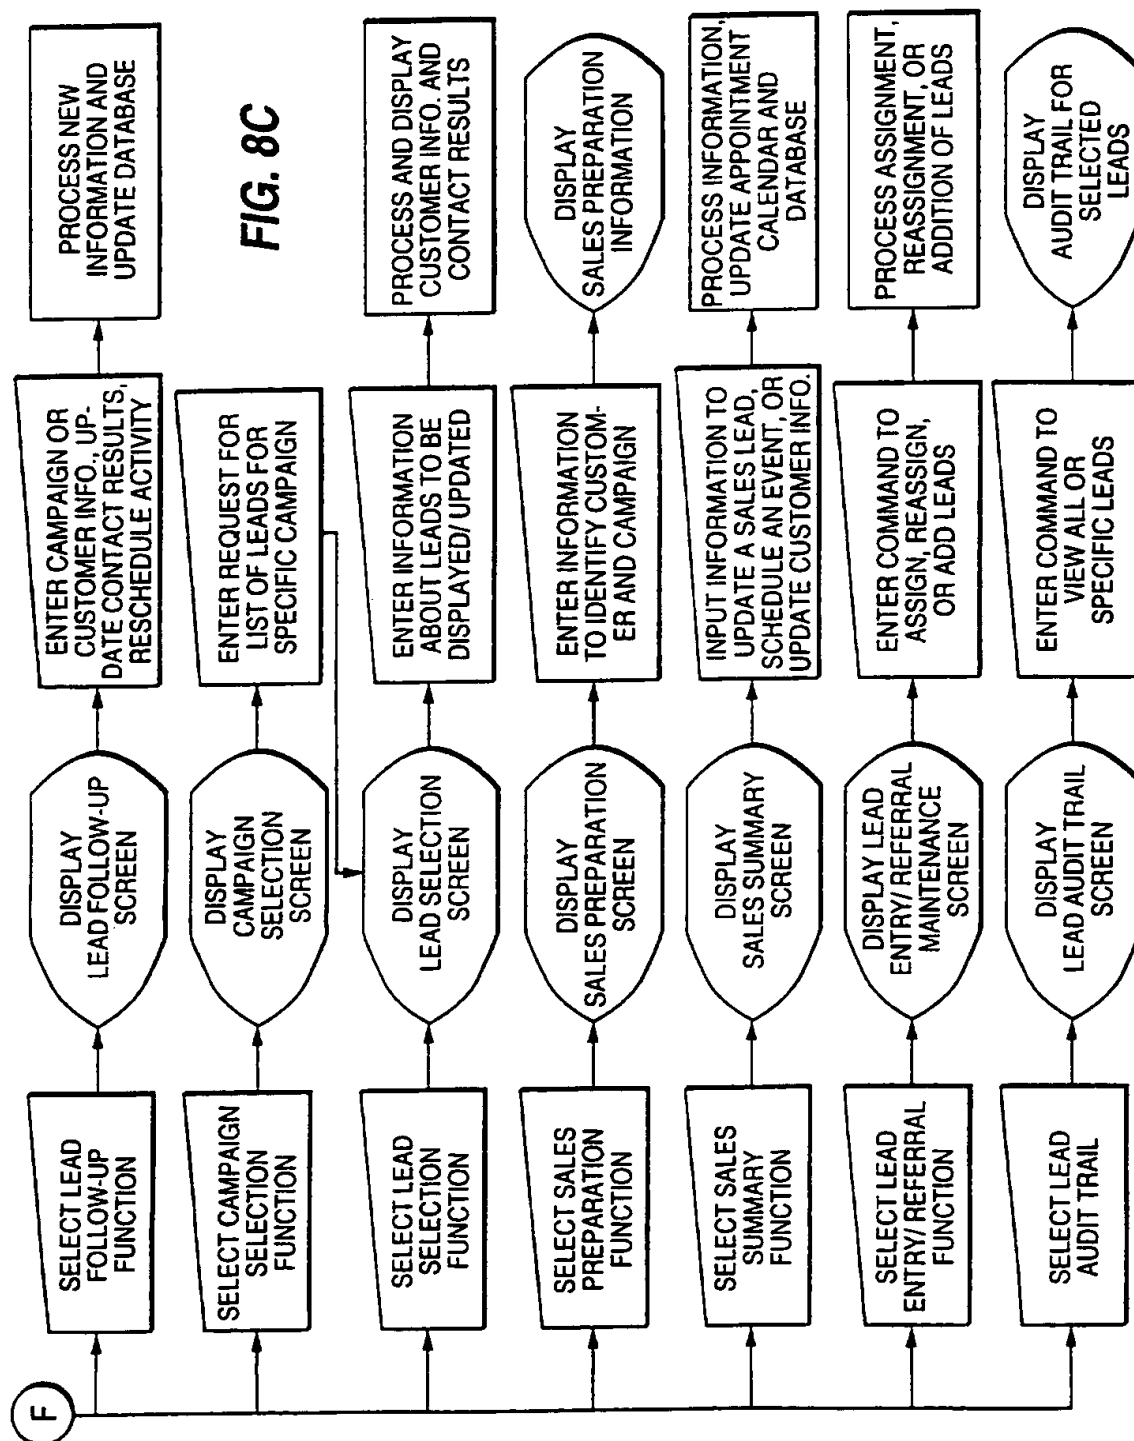 F
SELECT LEAD
FOLLOW-UP
FUNCTION
DISPLAY
LEAD FOLLOW-UP
SCREEN
ENTER CAMPAIGN OR
CUSTOMER INFO., UP-
DATE CONTACT RESULTS,
RESCHEDULE ACTIVITY
PROCESS NEW
INFORMATION AND
UPDATE DATABASE
SELECT CAMPAIGN
SELECTION
FUNCTION
DISPLAY
CAMPAIGN
SELECTION
SCREEN
ENTER REQUEST FOR
LIST OF LEADS FOR
SPECIFIC CAMPAIGN
FIG. 8C
SELECT LEAD
SELECTION
FUNCTION
DISPLAY
LEAD SELECTION
SCREEN
ENTER INFORMATION
ABOUT LEADS TO BE
DISPLAYED/ UPDATED
PROCESS AND DISPLAY
CUSTOMER INFO. AND
CONTACT RESULTS
SELECT SALES
PREPARATION
FUNCTION
DISPLAY
SALES PREPARATION
SCREEN
ENTER INFORMATION
TO IDENTIFY CUSTOM-
ER AND CAMPAIGN
DISPLAY
SALES PREPARATION
INFORMATION
SELECT SALES
SUMMARY
FUNCTION
DISPLAY
SALES SUMMARY
SCREEN
INPUT INFORMATION TO
UPDATE A SALES LEAD,
SCHEDULE AN EVENT, OR
UPDATE CUSTOMER INFO.
PROCESS INFORMATION,
UPDATE APPOINTMENT
CALENDAR AND
DATABASE
SELECT LEAD
ENTRY/ REFERRAL
FUNCTION
DISPLAY LEAD
ENTRY/ REFERRAL
MAINTENANCE
SCREEN
ENTER COMMAND TO
ASSIGN, REASSIGN,
OR ADD LEADS
PROCESS ASSIGNMENT,
REASSIGNMENT, OR
ADDITION OF LEADS
SELECT LEAD
AUDIT TRAIL
DISPLAY
LEAD AUDIT TRAIL
SCREEN
ENTER COMMAND TO
VIEW ALL OR
SPECIFIC LEADS
DISPLAY
AUDIT TRAIL FOR
SELECTED
LEADS